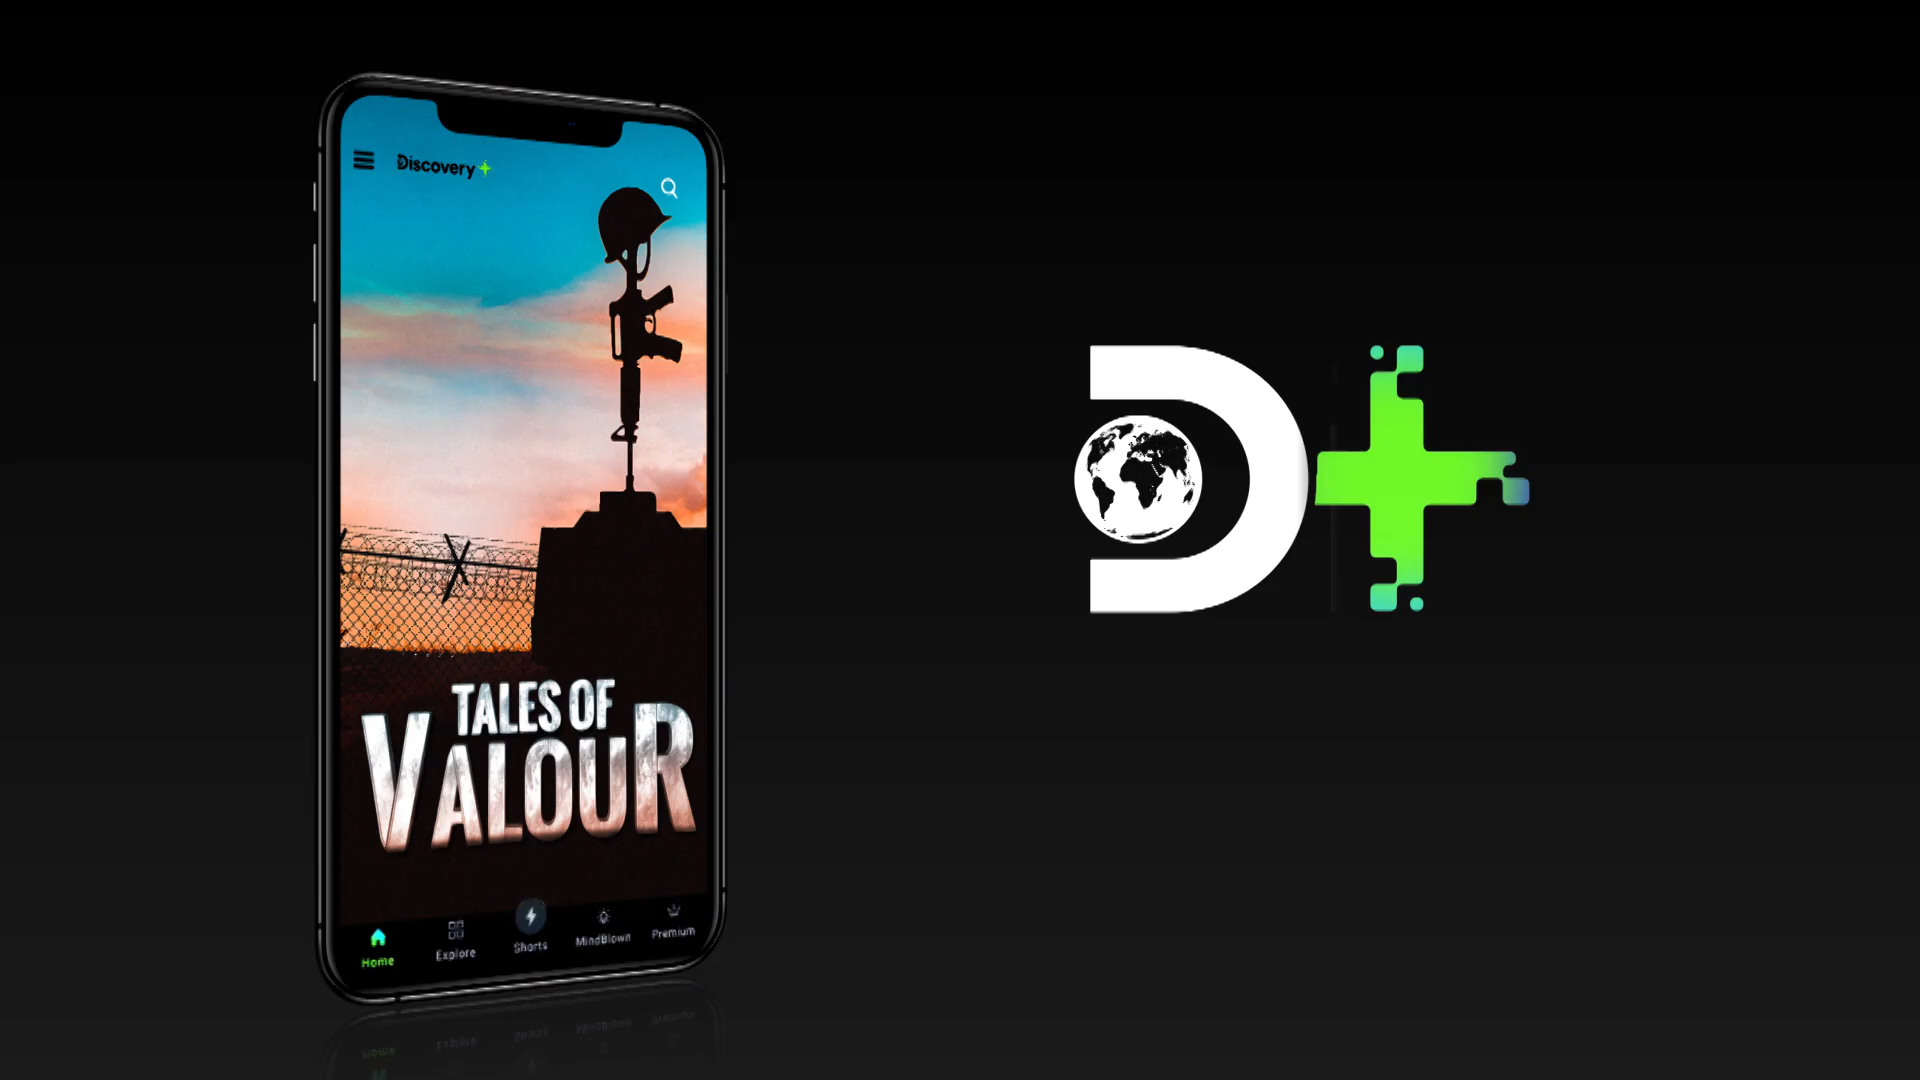 Discovery+
TALES OF
VALOUR
Home
Explore
Shorts
MindBlown
Premium
D+